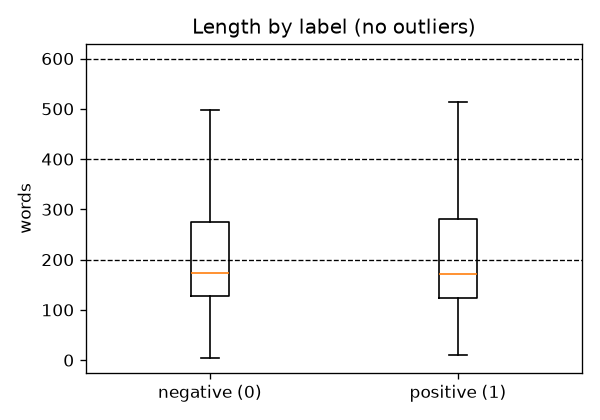 Length by label (no outliers)
words
600
500
400
300
200
100
0
negative (0) positive (1)